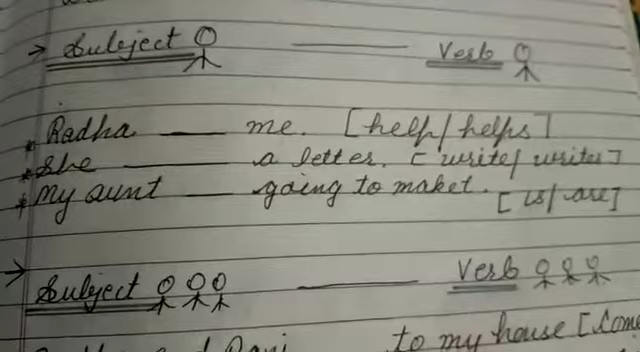 → Subject ——— Verb
* Radha ___ me. [help/helps]
* She ___ a letter. [write/writes]
* My aunt ___ going to maket. [is/are]
→ Subject ——— Verb
to my house [Come